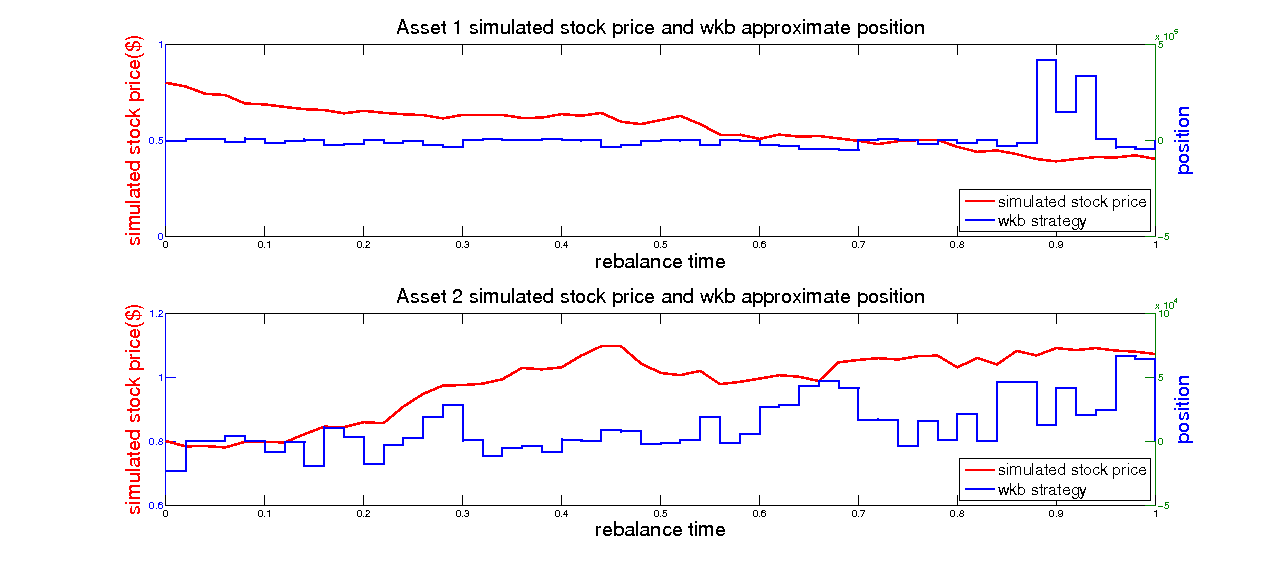 Asset 1 simulated stock price and wkb approximate position
x 10^5
simulated stock price($)
1
0.5
0
5
0
-5
position
simulated stock price
wkb strategy
0 0.1 0.2 0.3 0.4 0.5 0.6 0.7 0.8 0.9 1
rebalance time
Asset 2 simulated stock price and wkb approximate position
x 10^4
simulated stock price($)
1.2
1
0.8
0.6
10
5
0
-5
position
simulated stock price
wkb strategy
0 0.1 0.2 0.3 0.4 0.5 0.6 0.7 0.8 0.9 1
rebalance time